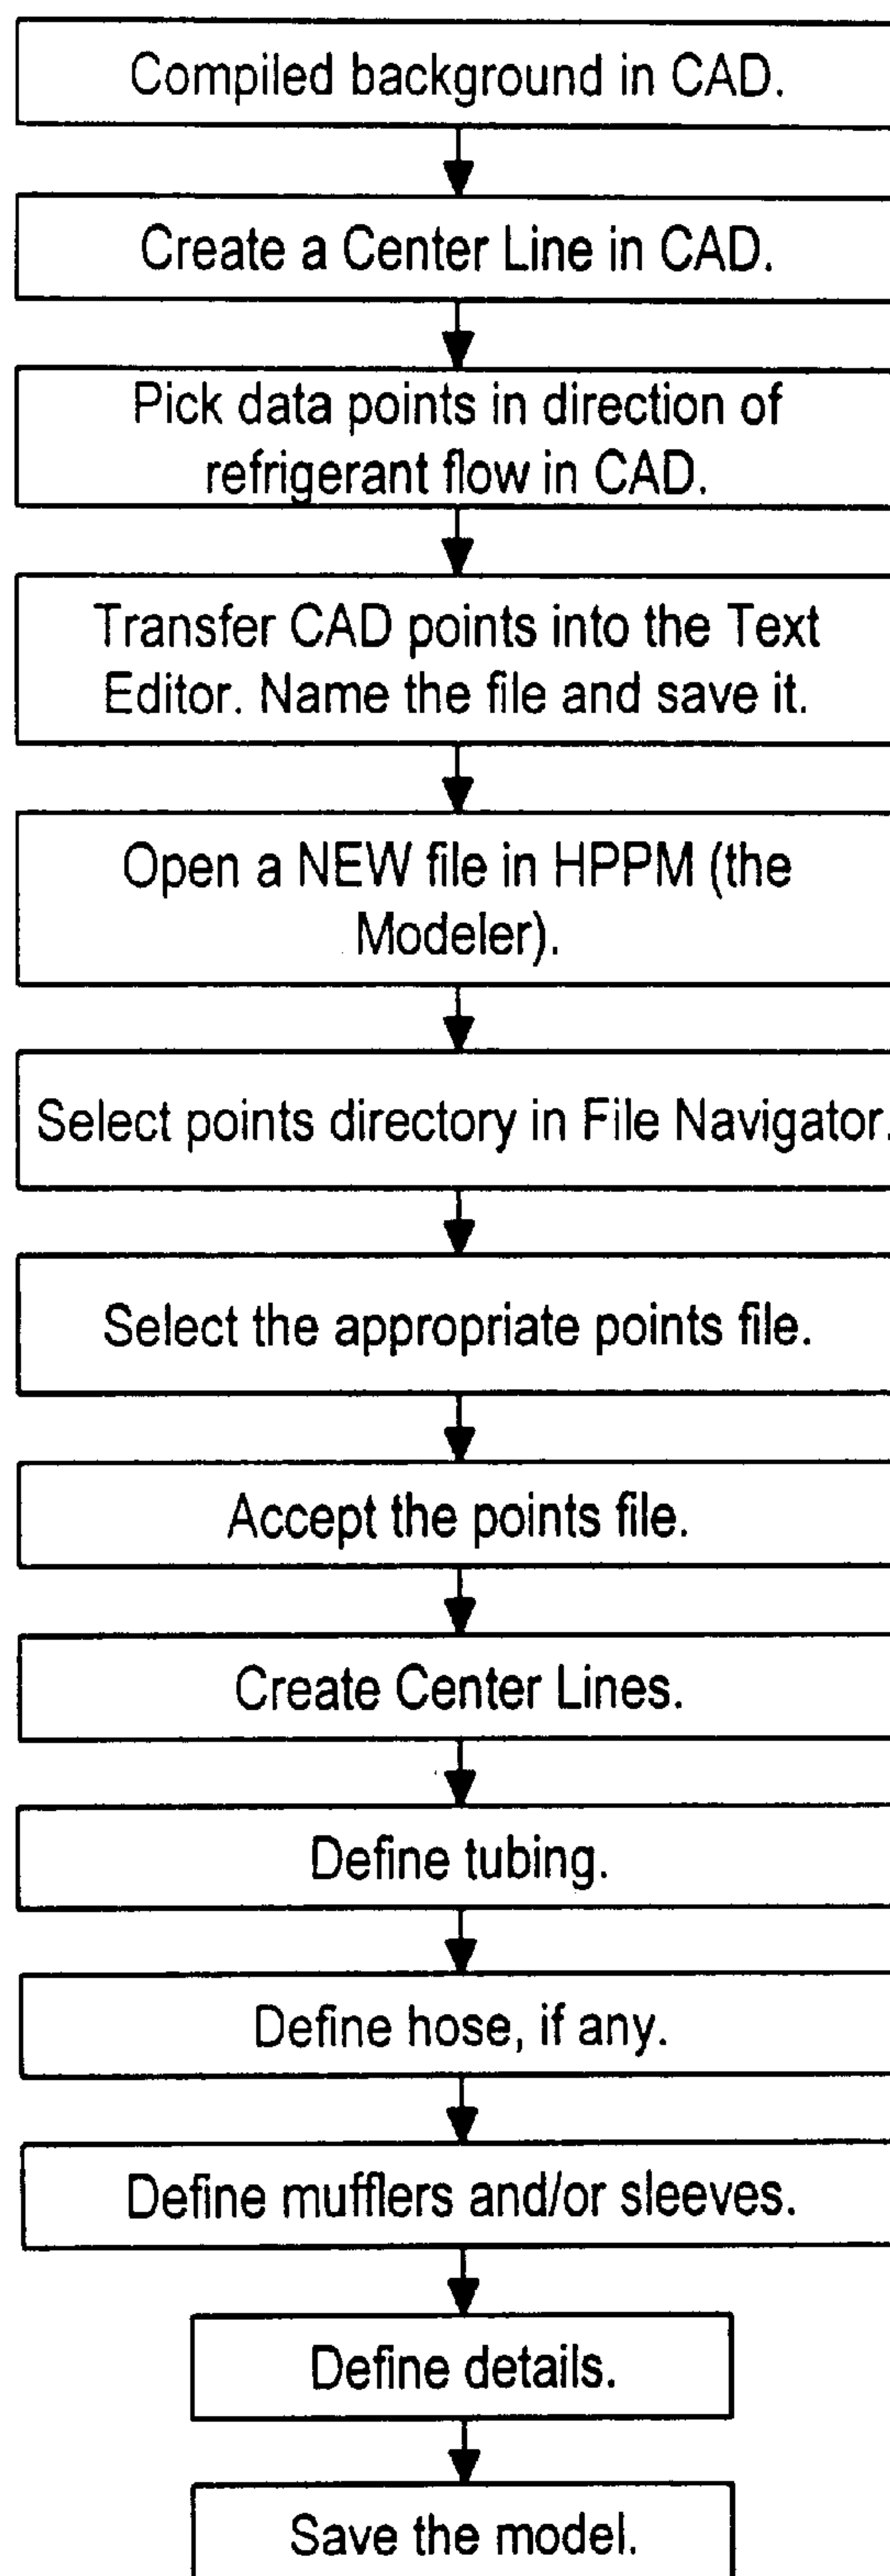 Compiled background in CAD.
Create a Center Line in CAD.
Pick data points in direction of
refrigerant flow in CAD.
Transfer CAD points into the Text
Editor. Name the file and save it.
Open a NEW file in HPPM (the
Modeler).
Select points directory in File Navigator.
Select the appropriate points file.
Accept the points file.
Create Center Lines.
Define tubing.
Define hose, if any.
Define mufflers and/or sleeves.
Define details.
Save the model.